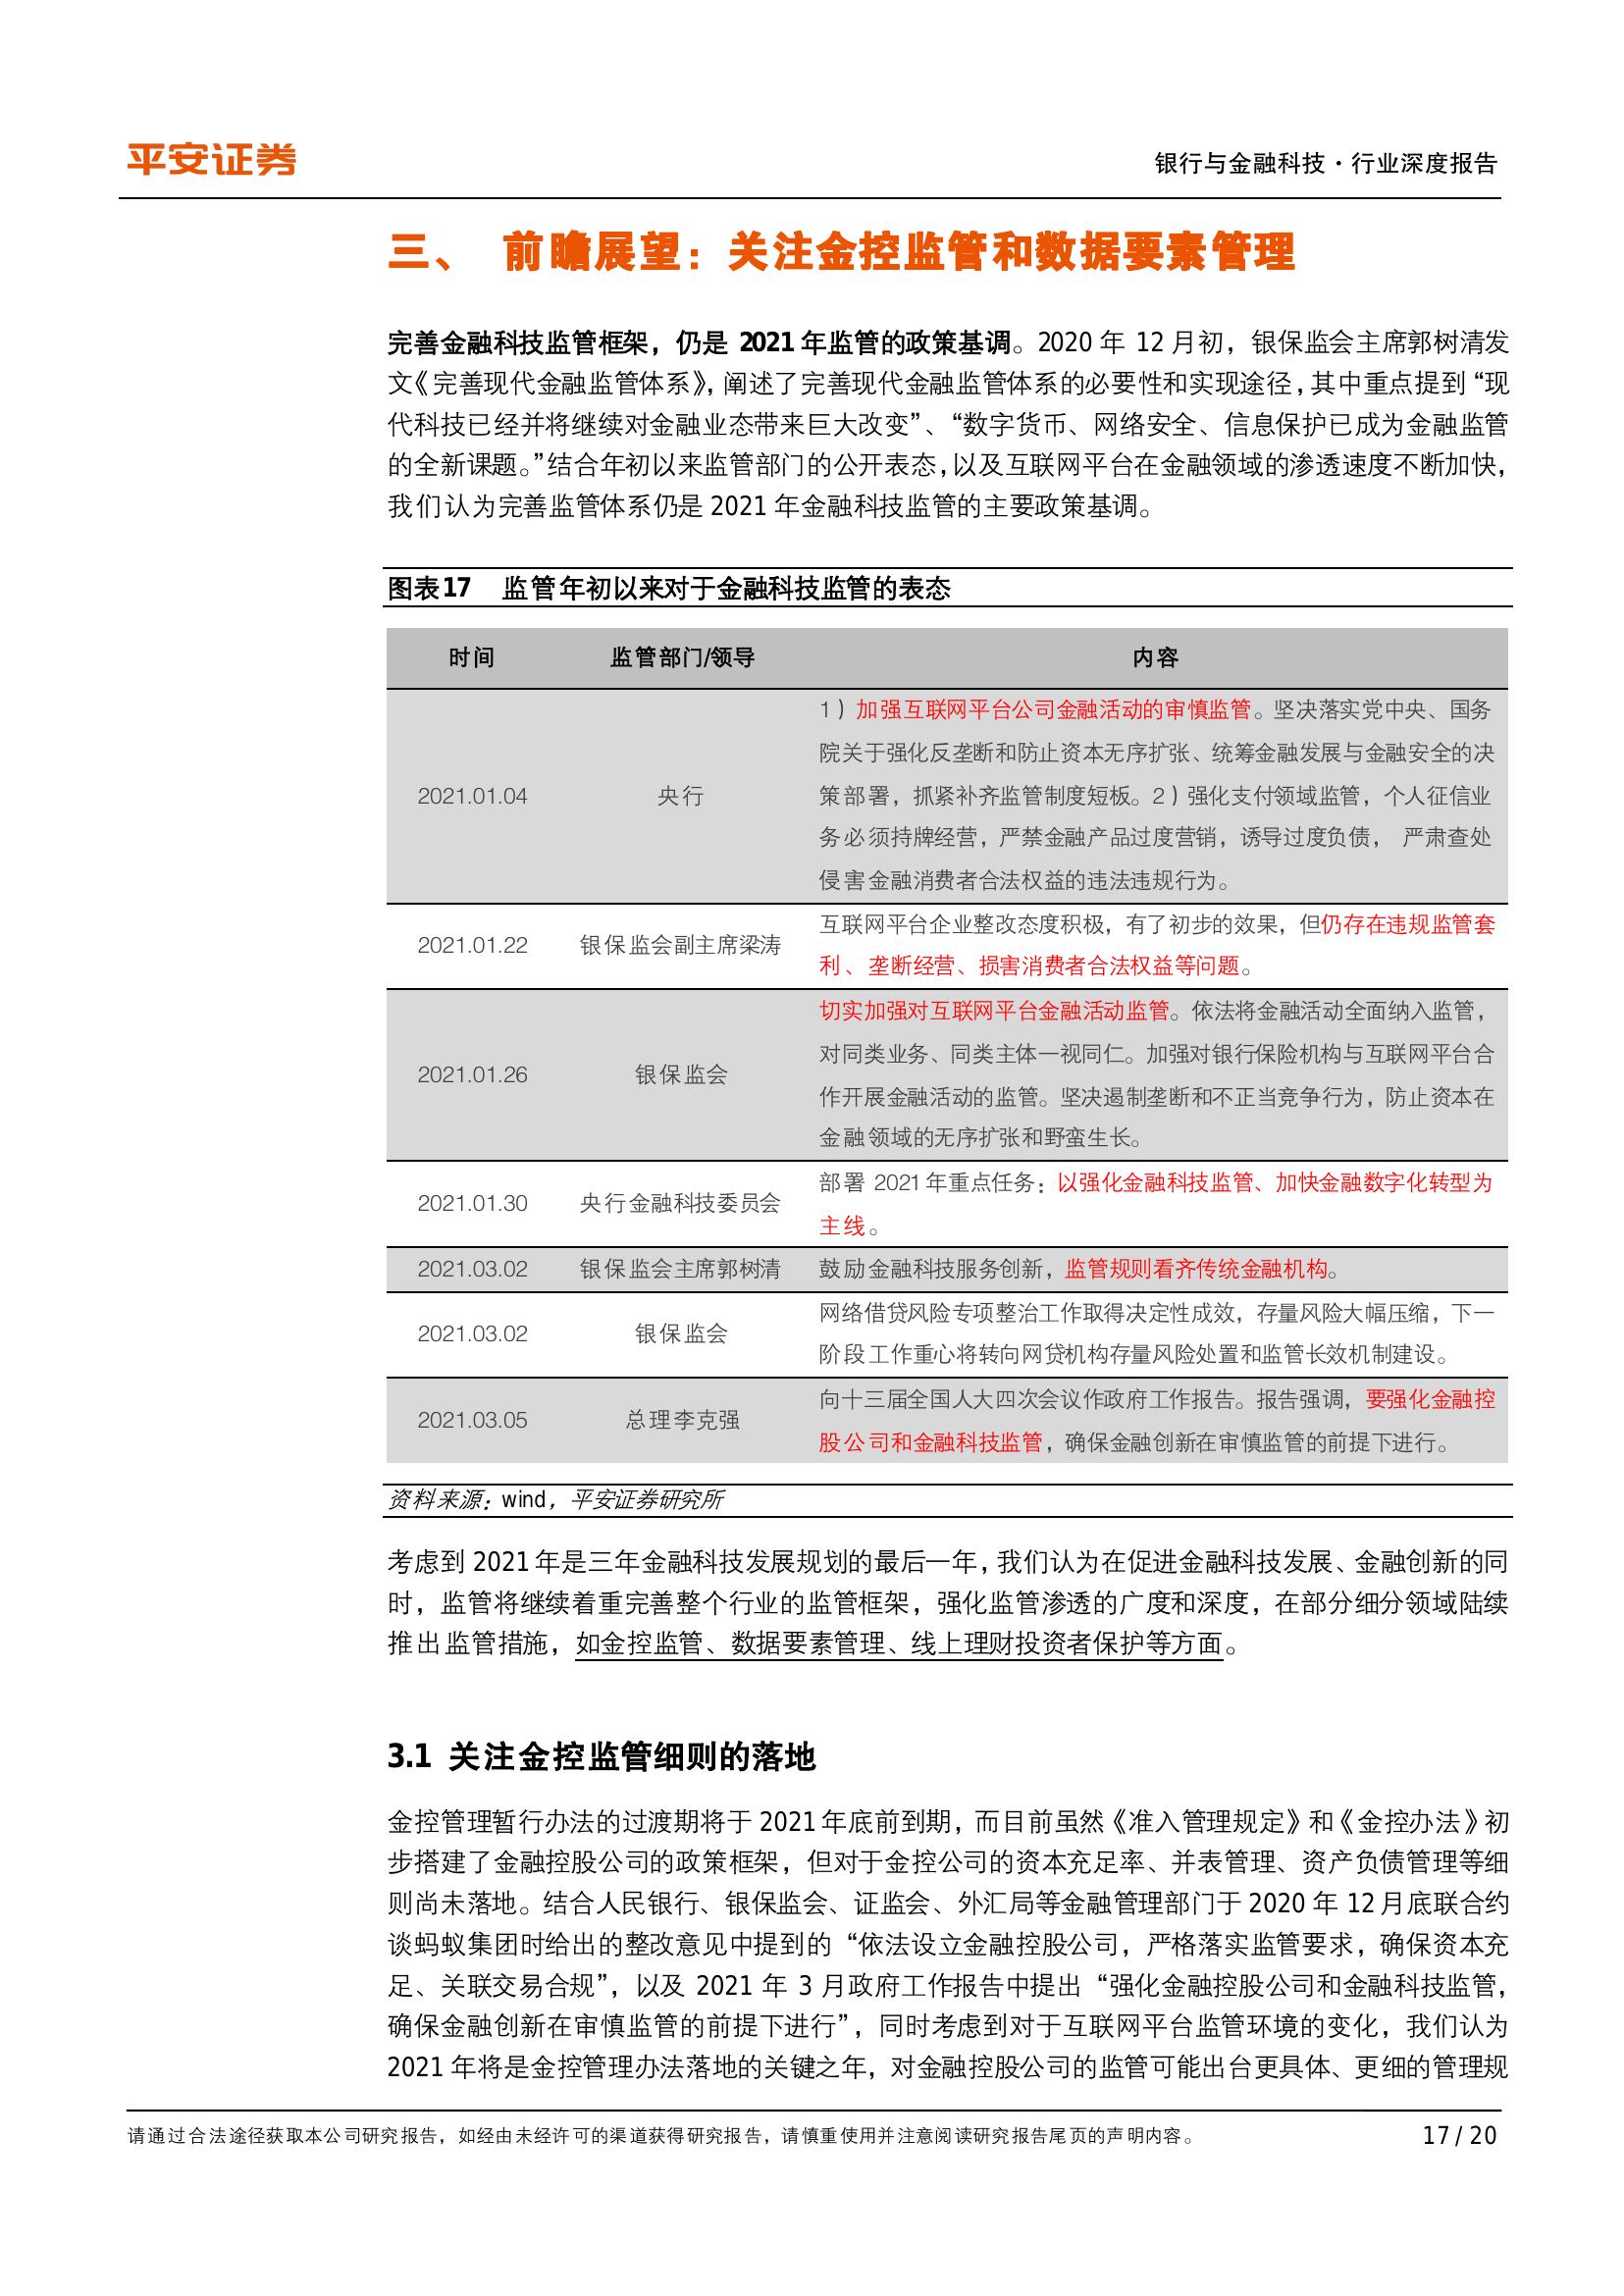 平安证券
银行与金融科技·行业深度报告
三、 前瞻展望：关注金控监管和数据要素管理
完善金融科技监管框架，仍是 2021 年监管的政策基调。2020 年 12 月初，银保监会主席郭树清发
文《完善现代金融监管体系》，阐述了完善现代金融监管体系的必要性和实现途径，其中重点提到“现
代科技已经并将继续对金融业态带来巨大改变”、“数字货币、网络安全、信息保护已成为金融监管
的全新课题。”结合年初以来监管部门的公开表态，以及互联网平台在金融领域的渗透速度不断加快，
我们认为完善监管体系仍是 2021 年金融科技监管的主要政策基调。
图表17 监管年初以来对于金融科技监管的表态
时间 监管部门/领导 内容
2021.01.04 央行 1）加强互联网平台公司金融活动的审慎监管。坚决落实党中央、国务
院关于强化反垄断和防止资本无序扩张、统筹金融发展与金融安全的决
策部署，抓紧补齐监管制度短板。2）强化支付领域监管，个人征信业
务必须持牌经营，严禁金融产品过度营销，诱导过度负债， 严肃查处
侵害金融消费者合法权益的违法违规行为。
2021.01.22 银保监会副主席梁涛 互联网平台企业整改态度积极，有了初步的效果，但仍存在违规监管套
利、垄断经营、损害消费者合法权益等问题。
2021.01.26 银保监会 切实加强对互联网平台金融活动监管。依法将金融活动全面纳入监管，
对同类业务、同类主体一视同仁。加强对银行保险机构与互联网平台合
作开展金融活动的监管。坚决遏制垄断和不正当竞争行为，防止资本在
金融领域的无序扩张和野蛮生长。
2021.01.30 央行金融科技委员会 部署 2021 年重点任务：以强化金融科技监管、加快金融数字化转型为
主线。
2021.03.02 银保监会主席郭树清 鼓励金融科技服务创新，监管规则看齐传统金融机构。
2021.03.02 银保监会 网络借贷风险专项整治工作取得决定性成效，存量风险大幅压缩，下一
阶段工作重心将转向网贷机构存量风险处置和监管长效机制建设。
2021.03.05 总理李克强 向十三届全国人大四次会议作政府工作报告。报告强调，要强化金融控
股公司和金融科技监管，确保金融创新在审慎监管的前提下进行。
资料来源：wind，平安证券研究所
考虑到 2021 年是三年金融科技发展规划的最后一年，我们认为在促进金融科技发展、金融创新的同
时，监管将继续着重完善整个行业的监管框架，强化监管渗透的广度和深度，在部分细分领域陆续
推出监管措施，如金控监管、数据要素管理、线上理财投资者保护等方面。
3.1 关注金控监管细则的落地
金控管理暂行办法的过渡期将于 2021 年底前到期，而目前虽然《准入管理规定》和《金控办法》初
步搭建了金融控股公司的政策框架，但对于金控公司的资本充足率、并表管理、资产负债管理等细
则尚未落地。结合人民银行、银保监会、证监会、外汇局等金融管理部门于 2020 年 12 月底联合约
谈蚂蚁集团时给出的整改意见中提到的“依法设立金融控股公司，严格落实监管要求，确保资本充
足、关联交易合规”，以及 2021 年 3 月政府工作报告中提出“强化金融控股公司和金融科技监管，
确保金融创新在审慎监管的前提下进行”，同时考虑到对于互联网平台监管环境的变化，我们认为
2021 年将是金控管理办法落地的关键之年，对金融控股公司的监管可能出台更具体、更细的管理规
请通过合法途径获取本公司研究报告，如经由未经许可的渠道获得研究报告，请慎重使用并注意阅读研究报告尾页的声明内容。 17 / 20